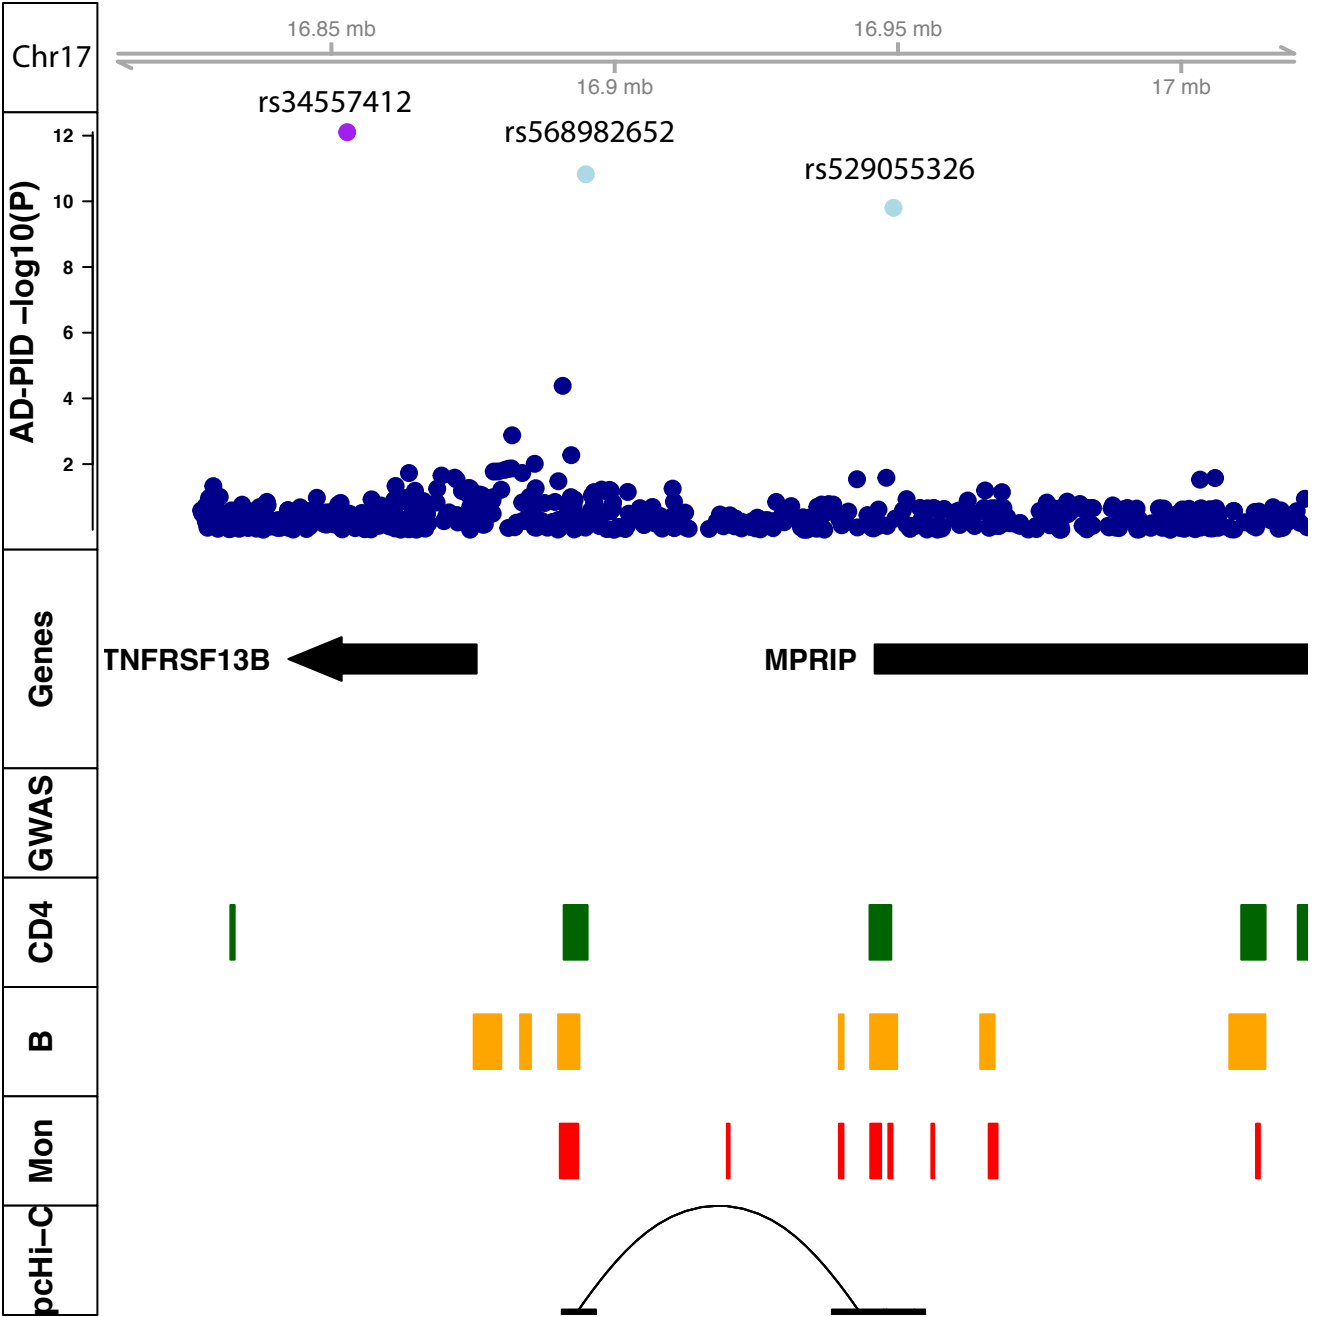 16.85 mb
16.95 mb
Chr17
16.9 mb
17 mb
rs34557412
rs568982652
rs529055326
AD-PID –log10(P)
12
10
8
6
4
2
Genes
TNFRSF13B
MPRIP
GWAS
CD4
B
Mon
pcHi–C